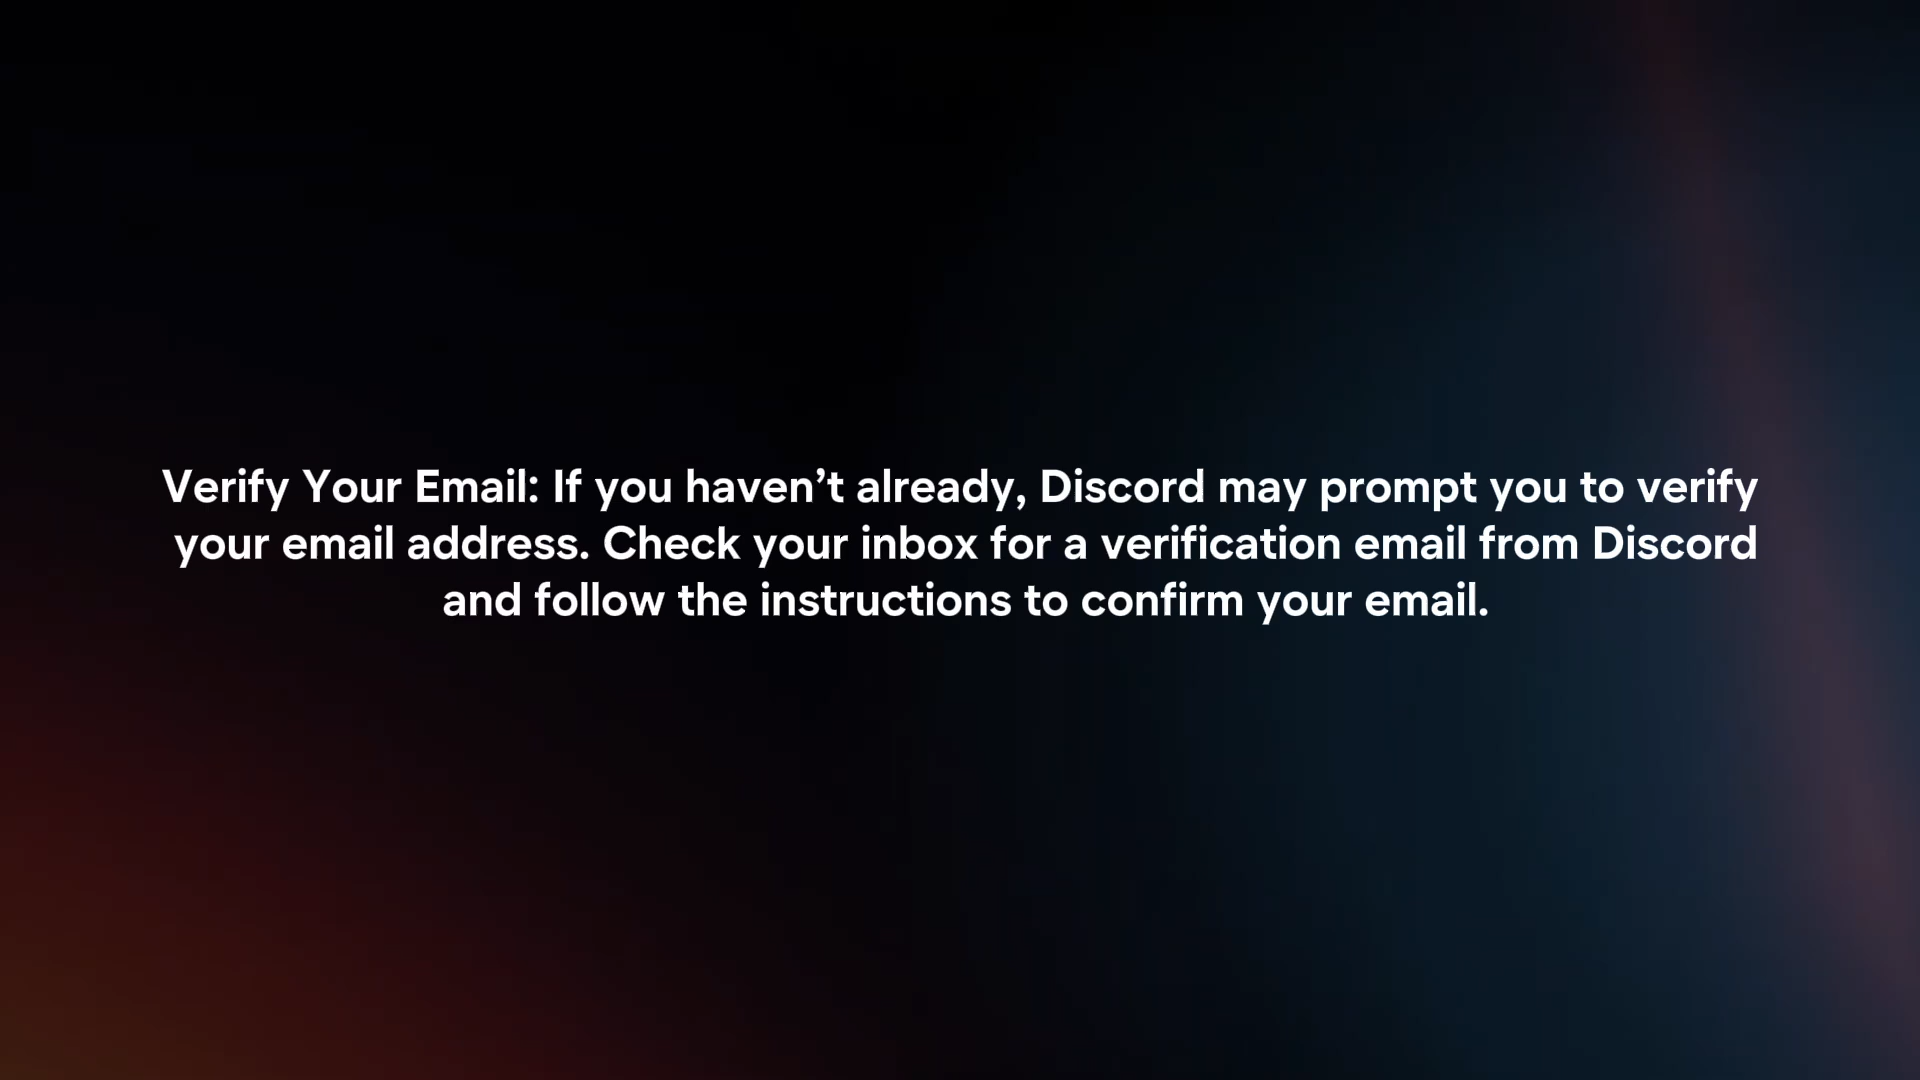 Verify Your Email: If you haven’t already, Discord may prompt you to verify
your email address. Check your inbox for a verification email from Discord
and follow the instructions to confirm your email.